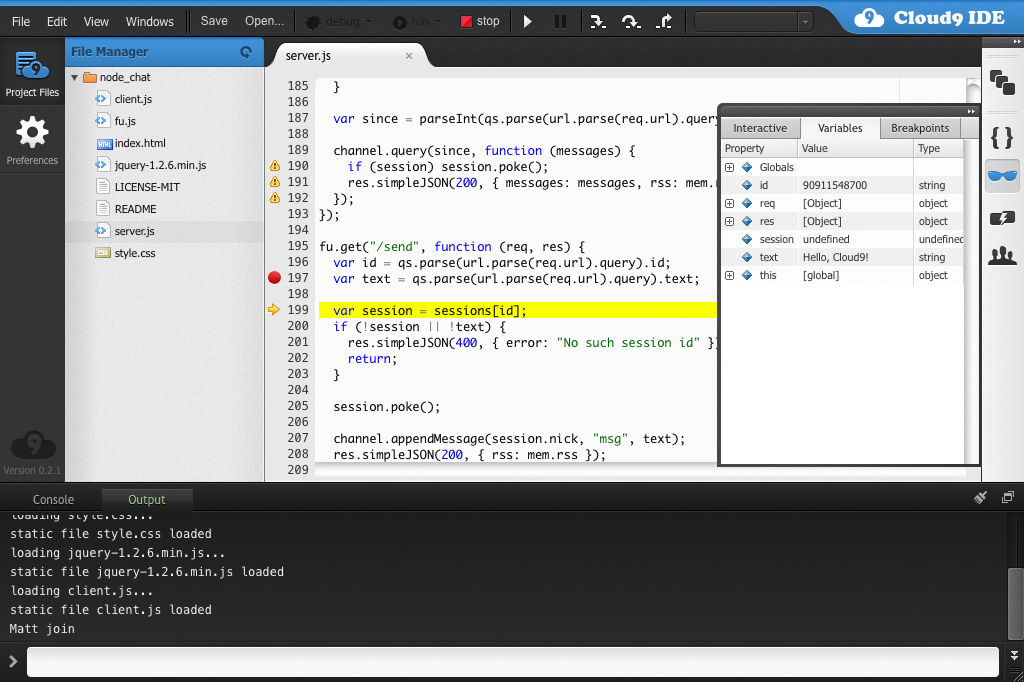 File Edit View Windows Save Open... debug run stop Cloud9 IDE
Project Files
Preferences
Version 0.2.1
File Manager
node_chat
client.js
fu.js
index.html
jquery-1.2.6.min.js
LICENSE-MIT
README
server.js
style.css
server.js
185 }
186
187 var since = parseInt(qs.parse(url.parse(req.url).query
188
189 channel.query(since, function (messages) {
190 if (session) session.poke();
191 res.simpleJSON(200, { messages: messages, rss: mem.
192 });
193 });
194
195 fu.get("/send", function (req, res) {
196 var id = qs.parse(url.parse(req.url).query).id;
197 var text = qs.parse(url.parse(req.url).query).text;
198
199 var session = sessions[id];
200 if (!session || !text) {
201 res.simpleJSON(400, { error: "No such session id" }
202 return;
203 }
204
205 session.poke();
206
207 channel.appendMessage(session.nick, "msg", text);
208 res.simpleJSON(200, { rss: mem.rss });
209
Interactive Variables Breakpoints
Property Value Type
Globals
id 90911548700 string
req [Object] object
res [Object] object
session undefined undefined
text Hello, Cloud9! string
this [global] object
Console Output
loading style.css...
static file style.css loaded
loading jquery-1.2.6.min.js...
static file jquery-1.2.6.min.js loaded
loading client.js...
static file client.js loaded
Matt join